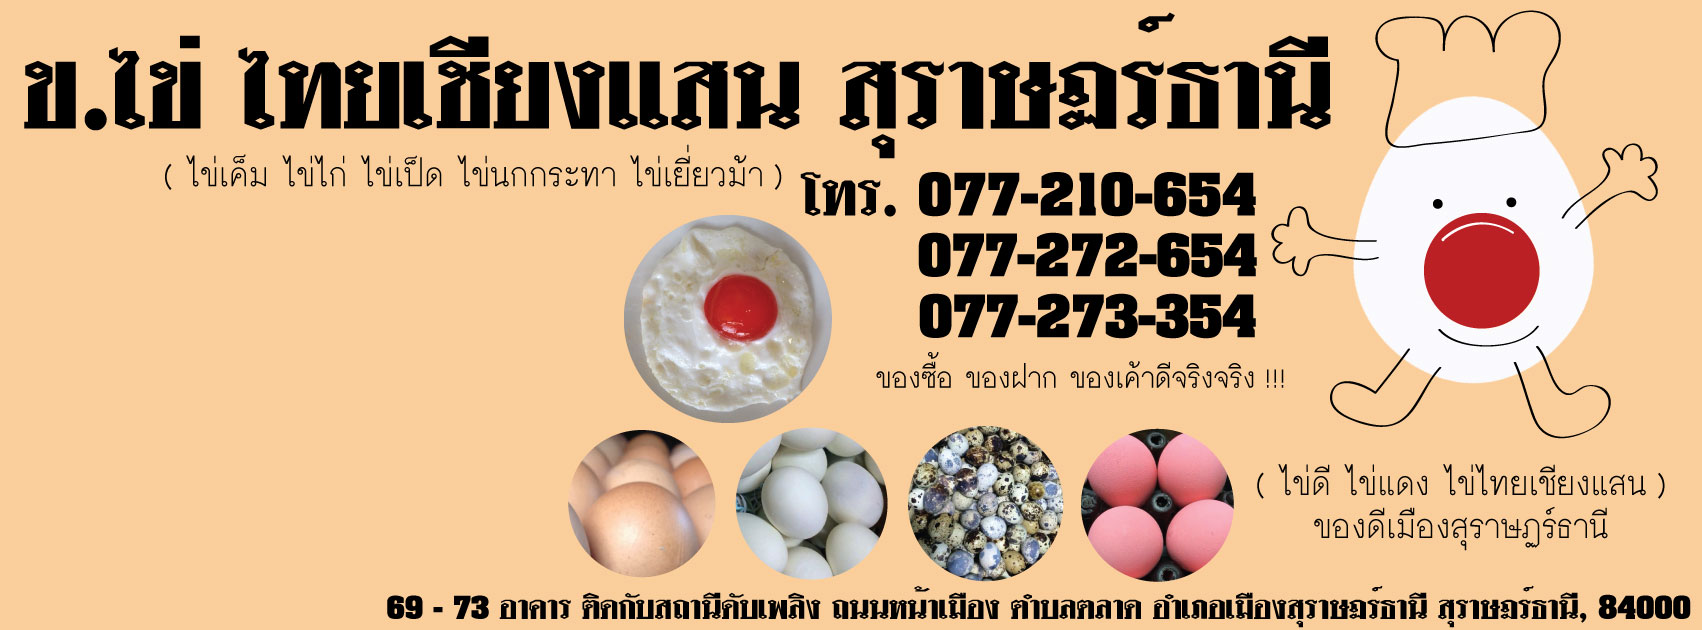 ข.ไข่ ไทยเชียงแสน สุราษฎร์ธานี
( ไข่เค็ม ไข่ไก่ ไข่เป็ด ไข่นกกระทา ไข่เยี่ยวม้า )
โทร. 077-210-654
077-272-654
077-273-354
ของซื้อ ของฝาก ของเค้าดีจริงจริง !!!
( ไข่ดี ไข่แดง ไข่ไทยเชียงแสน )
ของดีเมืองสุราษฎร์ธานี
69 - 73 อาคาร ติดกับสถานีดับเพลิง ถนนหน้าเมือง ตำบลตลาด อำเภอเมืองสุราษฎร์ธานี สุราษฎร์ธานี, 84000